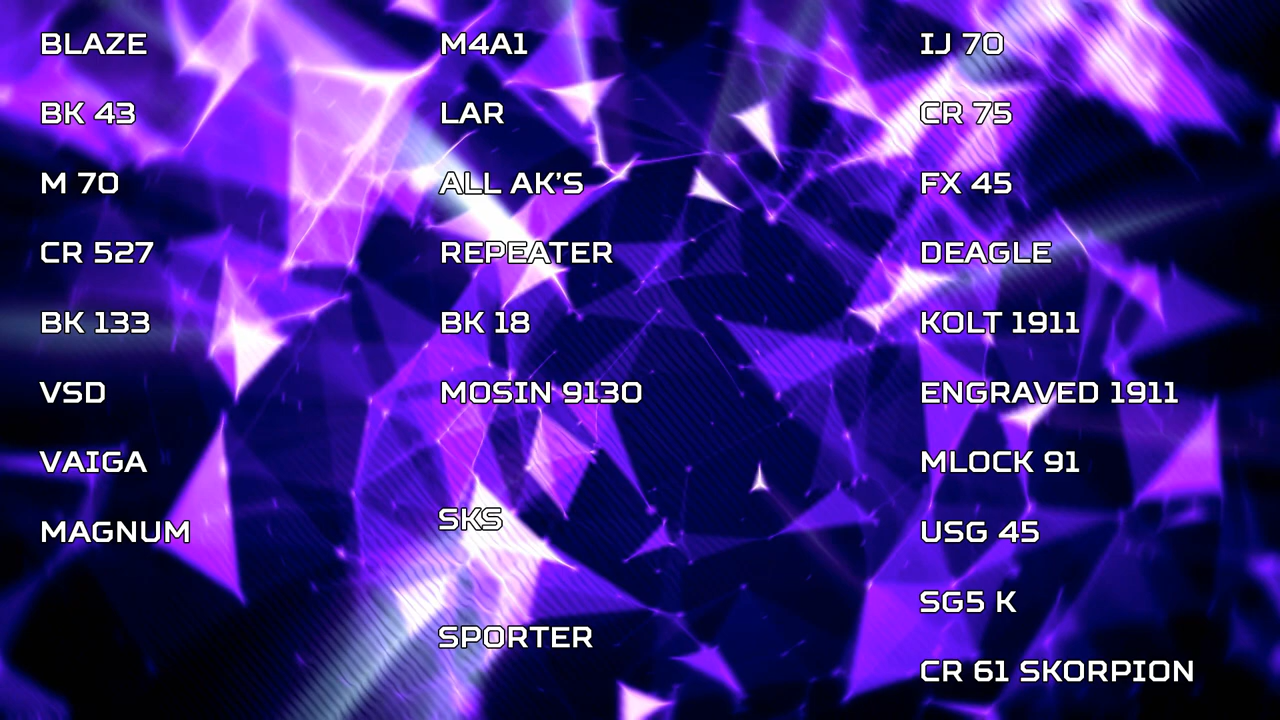 BLAZE
BK 43
M 70
CR 527
BK 133
VSD
VAIGA
MAGNUM
M4A1
LAR
ALL AK'S
REPEATER
BK 18
MOSIN 9130
SKS
SPORTER
IJ 70
CR 75
FX 45
DEAGLE
KOLT 1911
ENGRAVED 1911
MLOCK 91
USG 45
SG5 K
CR 61 SKORPION